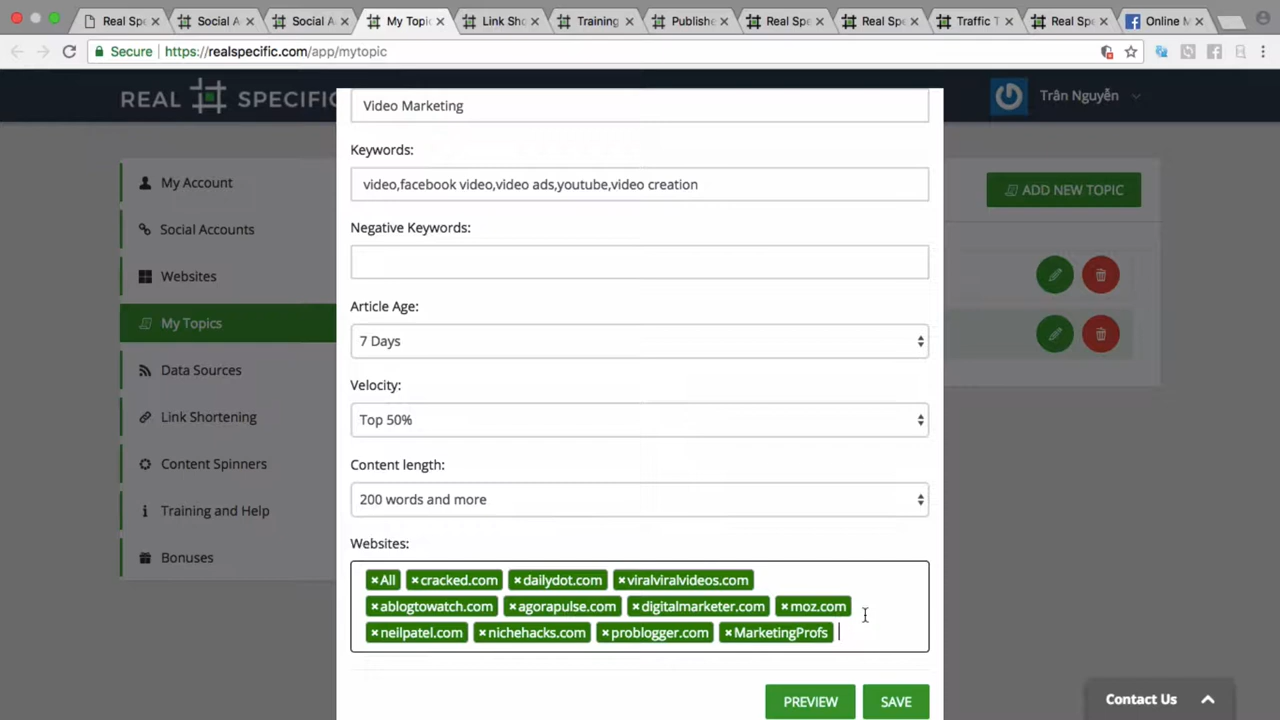 Real Spe
Social A
Social A
My Topic
Link Sho
Training
Publishe
Real Spe
Real Spe
Traffic T
Real Spe
Online M
Secure
https://realspecific.com/app/mytopic
REAL SPECIFIC
Trân Nguyễn
My Account
Social Accounts
Websites
My Topics
Data Sources
Link Shortening
Content Spinners
Training and Help
Bonuses
ADD NEW TOPIC
Video Marketing
Keywords:
video,facebook video,video ads,youtube,video creation
Negative Keywords:
Article Age:
7 Days
Velocity:
Top 50%
Content length:
200 words and more
Websites:
×All ×cracked.com ×dailydot.com ×viralviralvideos.com
×ablogtowatch.com ×agorapulse.com ×digitalmarketer.com ×moz.com
×neilpatel.com ×nichehacks.com ×problogger.com ×MarketingProfs
PREVIEW
SAVE
Contact Us